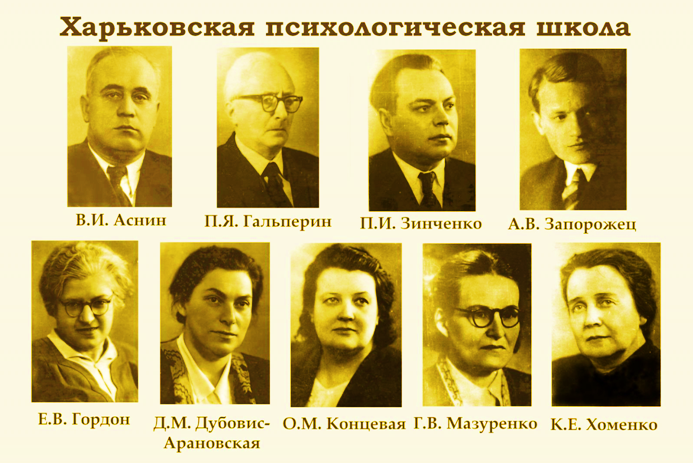 Харьковская психологическая школа
В.И. Аснин
П.Я. Гальперин
П.И. Зинченко
А.В. Запорожец
Е.В. Гордон
Д.М. Дубовис-
Арановская
О.М. Концевая
Г.В. Мазуренко
К.Е. Хоменко